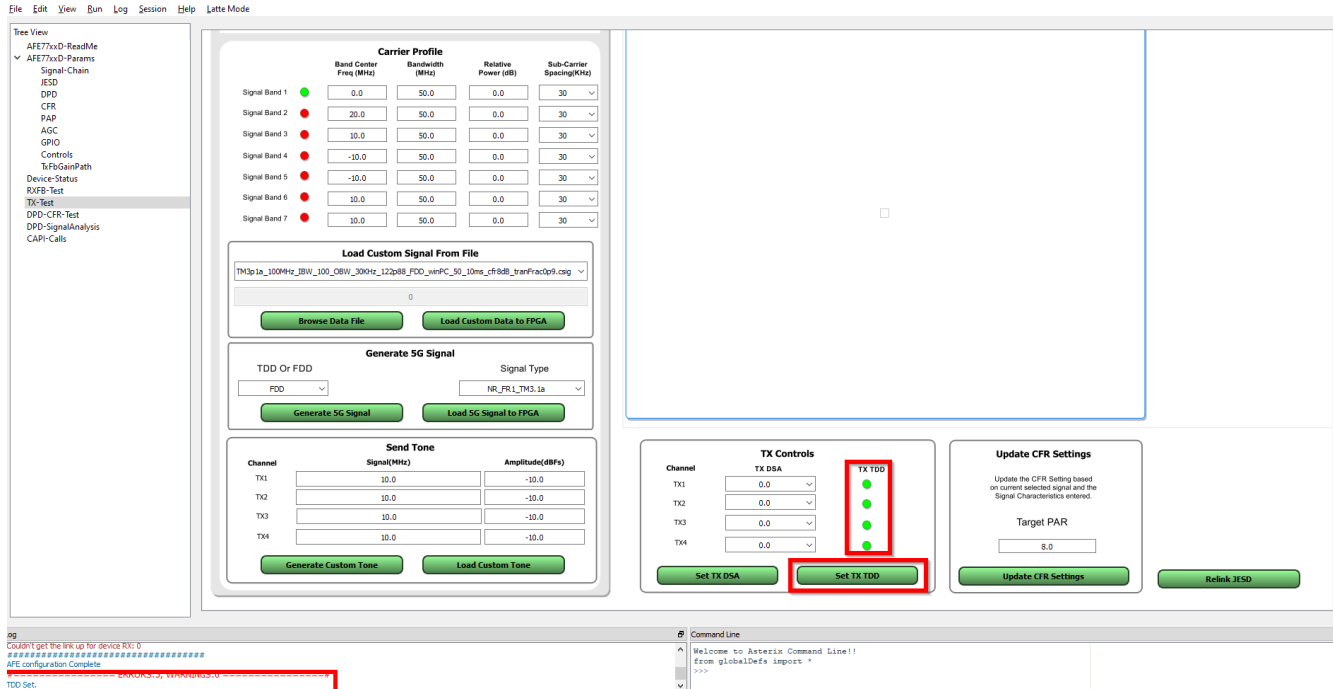 File Edit View Run Log Session Help Latte Mode
Tree View
AFE77xxD-ReadMe
AFE77xxD-Params
Signal-Chain
JESD
DPD
CFR
PAP
AGC
GPIO
Controls
TxFbGainPath
Device-Status
RXFB-Test
TX-Test
DPD-CFR-Test
DPD-SignalAnalysis
CAPI-Calls
Carrier Profile
Band Center Freq (MHz) Bandwidth (MHz) Relative Power (dB) Sub-Carrier Spacing(KHz)
Signal Band 1 0.0 50.0 0.0 30
Signal Band 2 20.0 50.0 0.0 30
Signal Band 3 10.0 50.0 0.0 30
Signal Band 4 -10.0 50.0 0.0 30
Signal Band 5 -10.0 50.0 0.0 30
Signal Band 6 10.0 50.0 0.0 30
Signal Band 7 10.0 50.0 0.0 30
Load Custom Signal From File
TM3p1a_100MHz_IBW_100_OBW_30KHz_122p88_FDD_winPC_50_10ms_cfr8dB_tranFrac0p9.csig
0
Browse Data File Load Custom Data to FPGA
Generate 5G Signal
TDD Or FDD Signal Type
FDD NR_FR1_TM3.1a
Generate 5G Signal Load 5G Signal to FPGA
Send Tone
Channel Signal(MHz) Amplitude(dBFs)
TX1 10.0 -10.0
TX2 10.0 -10.0
TX3 10.0 -10.0
TX4 10.0 -10.0
Generate Custom Tone Load Custom Tone
TX Controls
Channel TX DSA TX TDD
TX1 0.0
TX2 0.0
TX3 0.0
TX4 0.0
Set TX DSA Set TX TDD
Update CFR Settings
Update the CFR Setting based
on current selected signal and the
Signal Characteristics entered.
Target PAR
8.0
Update CFR Settings
Relink JESD
og
Couldn't get the link up for device RX: 0
###################################
AFE configuration Complete
#----------------- ERRORS:5, WARNINGS:0 -----------------#
TDD Set.
Command Line
Welcome to Asterix Command Line!!
from globalDefs import *
>>>